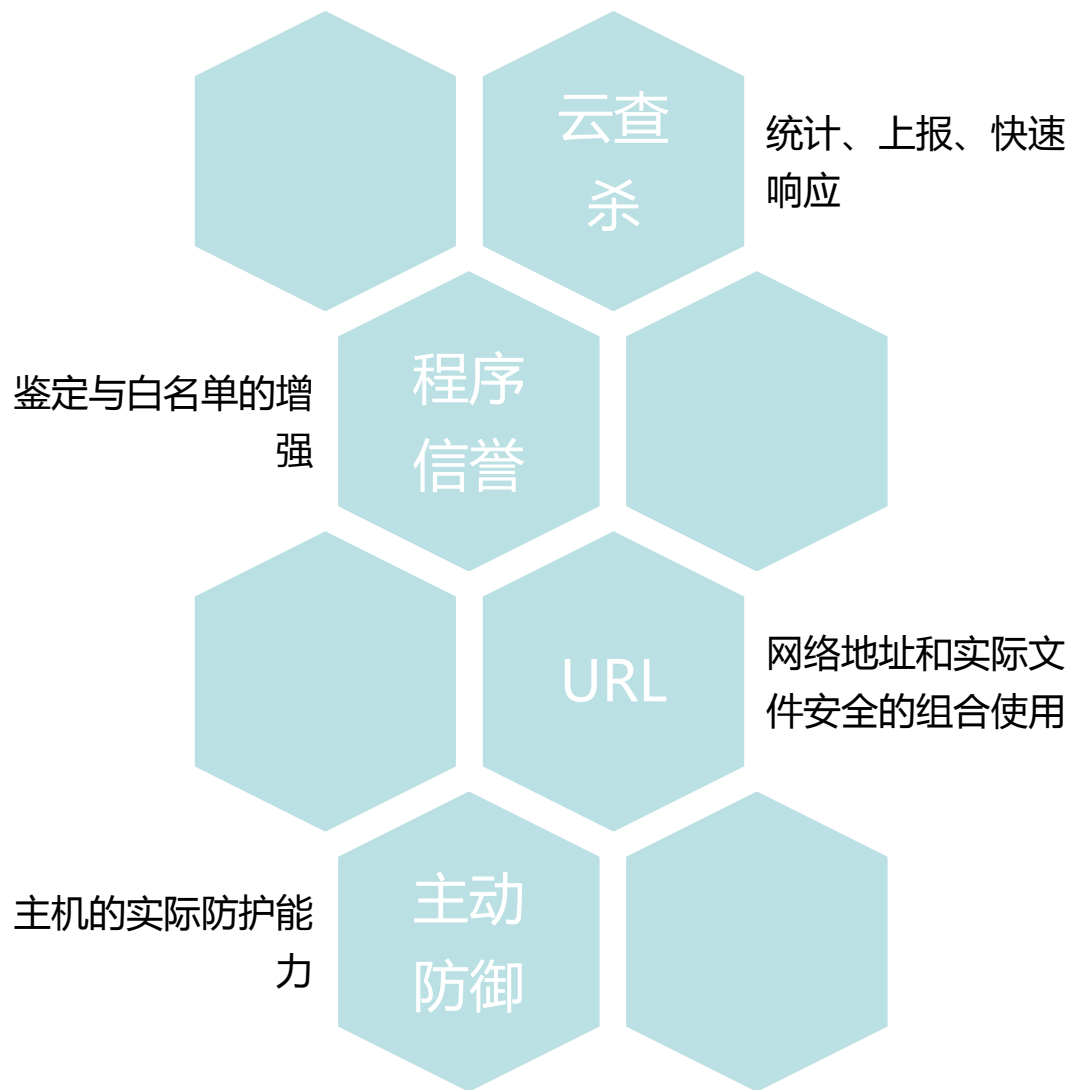 云查
杀
统计、上报、快速
响应
鉴定与白名单的增
强
程序
信誉
URL
网络地址和实际文
件安全的组合使用
主机的实际防护能
力
主动
防御